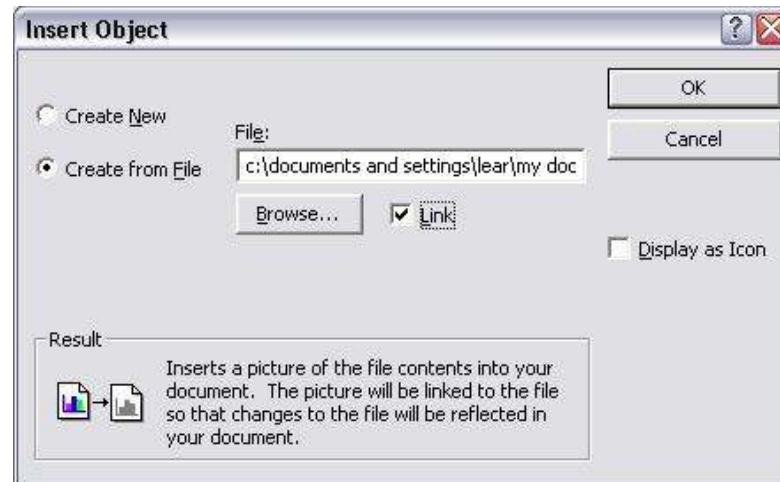 Insert Object
OK
Create New
File:
Cancel
Create from File
c:\documents and settings\lear\my doc
Browse...
Link
Display as Icon
Result
Inserts a picture of the file contents into your
document. The picture will be linked to the file
so that changes to the file will be reflected in
your document.